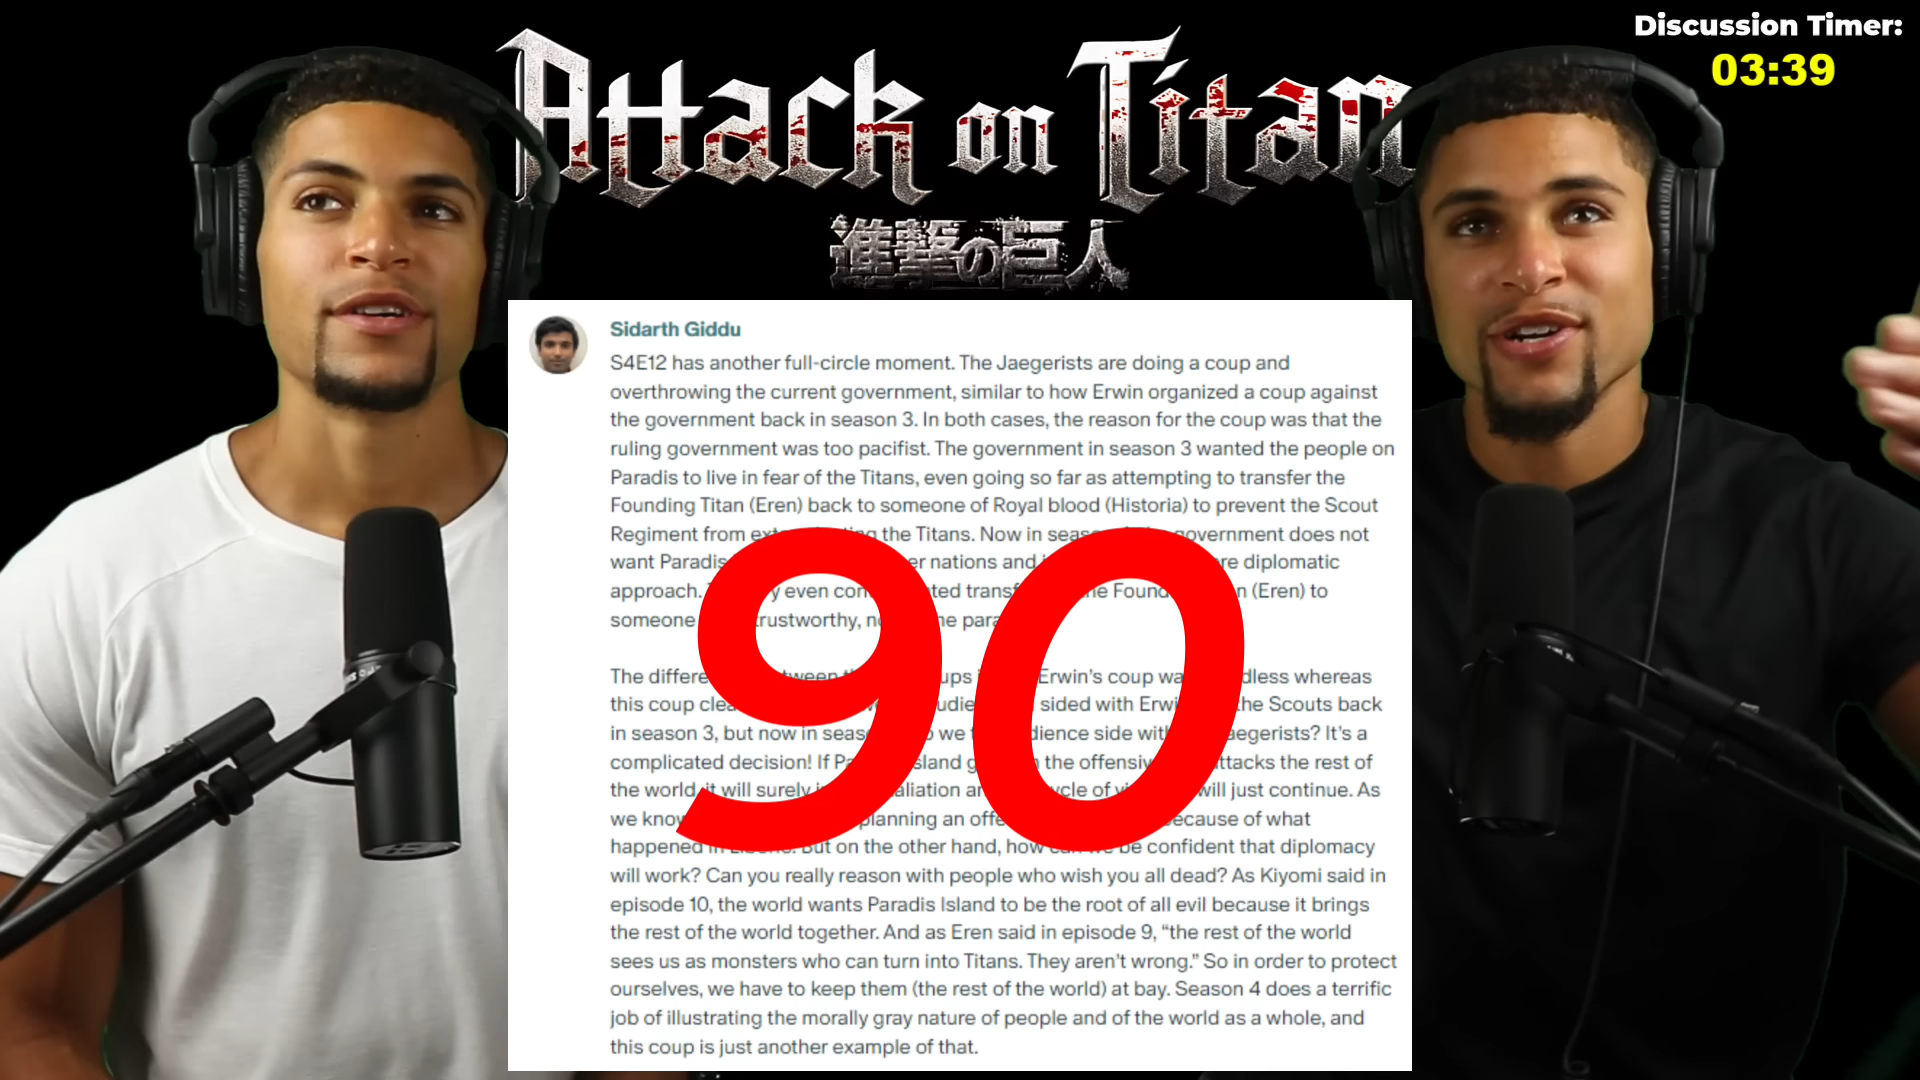 Attack on Titan
進撃の巨人
Discussion Timer:
03:39
Sidarth Giddu
S4E12 has another full-circle moment. The Jaegerists are doing a coup and
overthrowing the current government, similar to how Erwin organized a coup against
the government back in season 3. In both cases, the reason for the coup was that the
ruling government was too pacifist. The government in season 3 wanted the people on
Paradis to live in fear of the Titans, even going so far as attempting to transfer the
Founding Titan (Eren) back to someone of Royal blood (Historia) to prevent the Scout
Regiment from the Titans. Now in government does not
want Paradis nations and diplomatic
approach. even the (Eren) to
someone trustworthy,
The Erwin's coup was whereas
this coup sided with the Scouts back
in season 3, but now in we side It's a
complicated decision! If the attacks the rest of
the world, it will surely will just continue. As
we know planning an because of what
happened in But on the other hand, how be confident that diplomacy
will work? Can you really reason with people who wish you all dead? As Kiyomi said in
episode 10, the world wants Paradis Island to be the root of all evil because it brings
the rest of the world together. And as Eren said in episode 9, “the rest of the world
sees us as monsters who can turn into Titans. They aren't wrong.” So in order to protect
ourselves, we have to keep them (the rest of the world) at bay. Season 4 does a terrific
job of illustrating the morally gray nature of people and of the world as a whole, and
this coup is just another example of that.
90